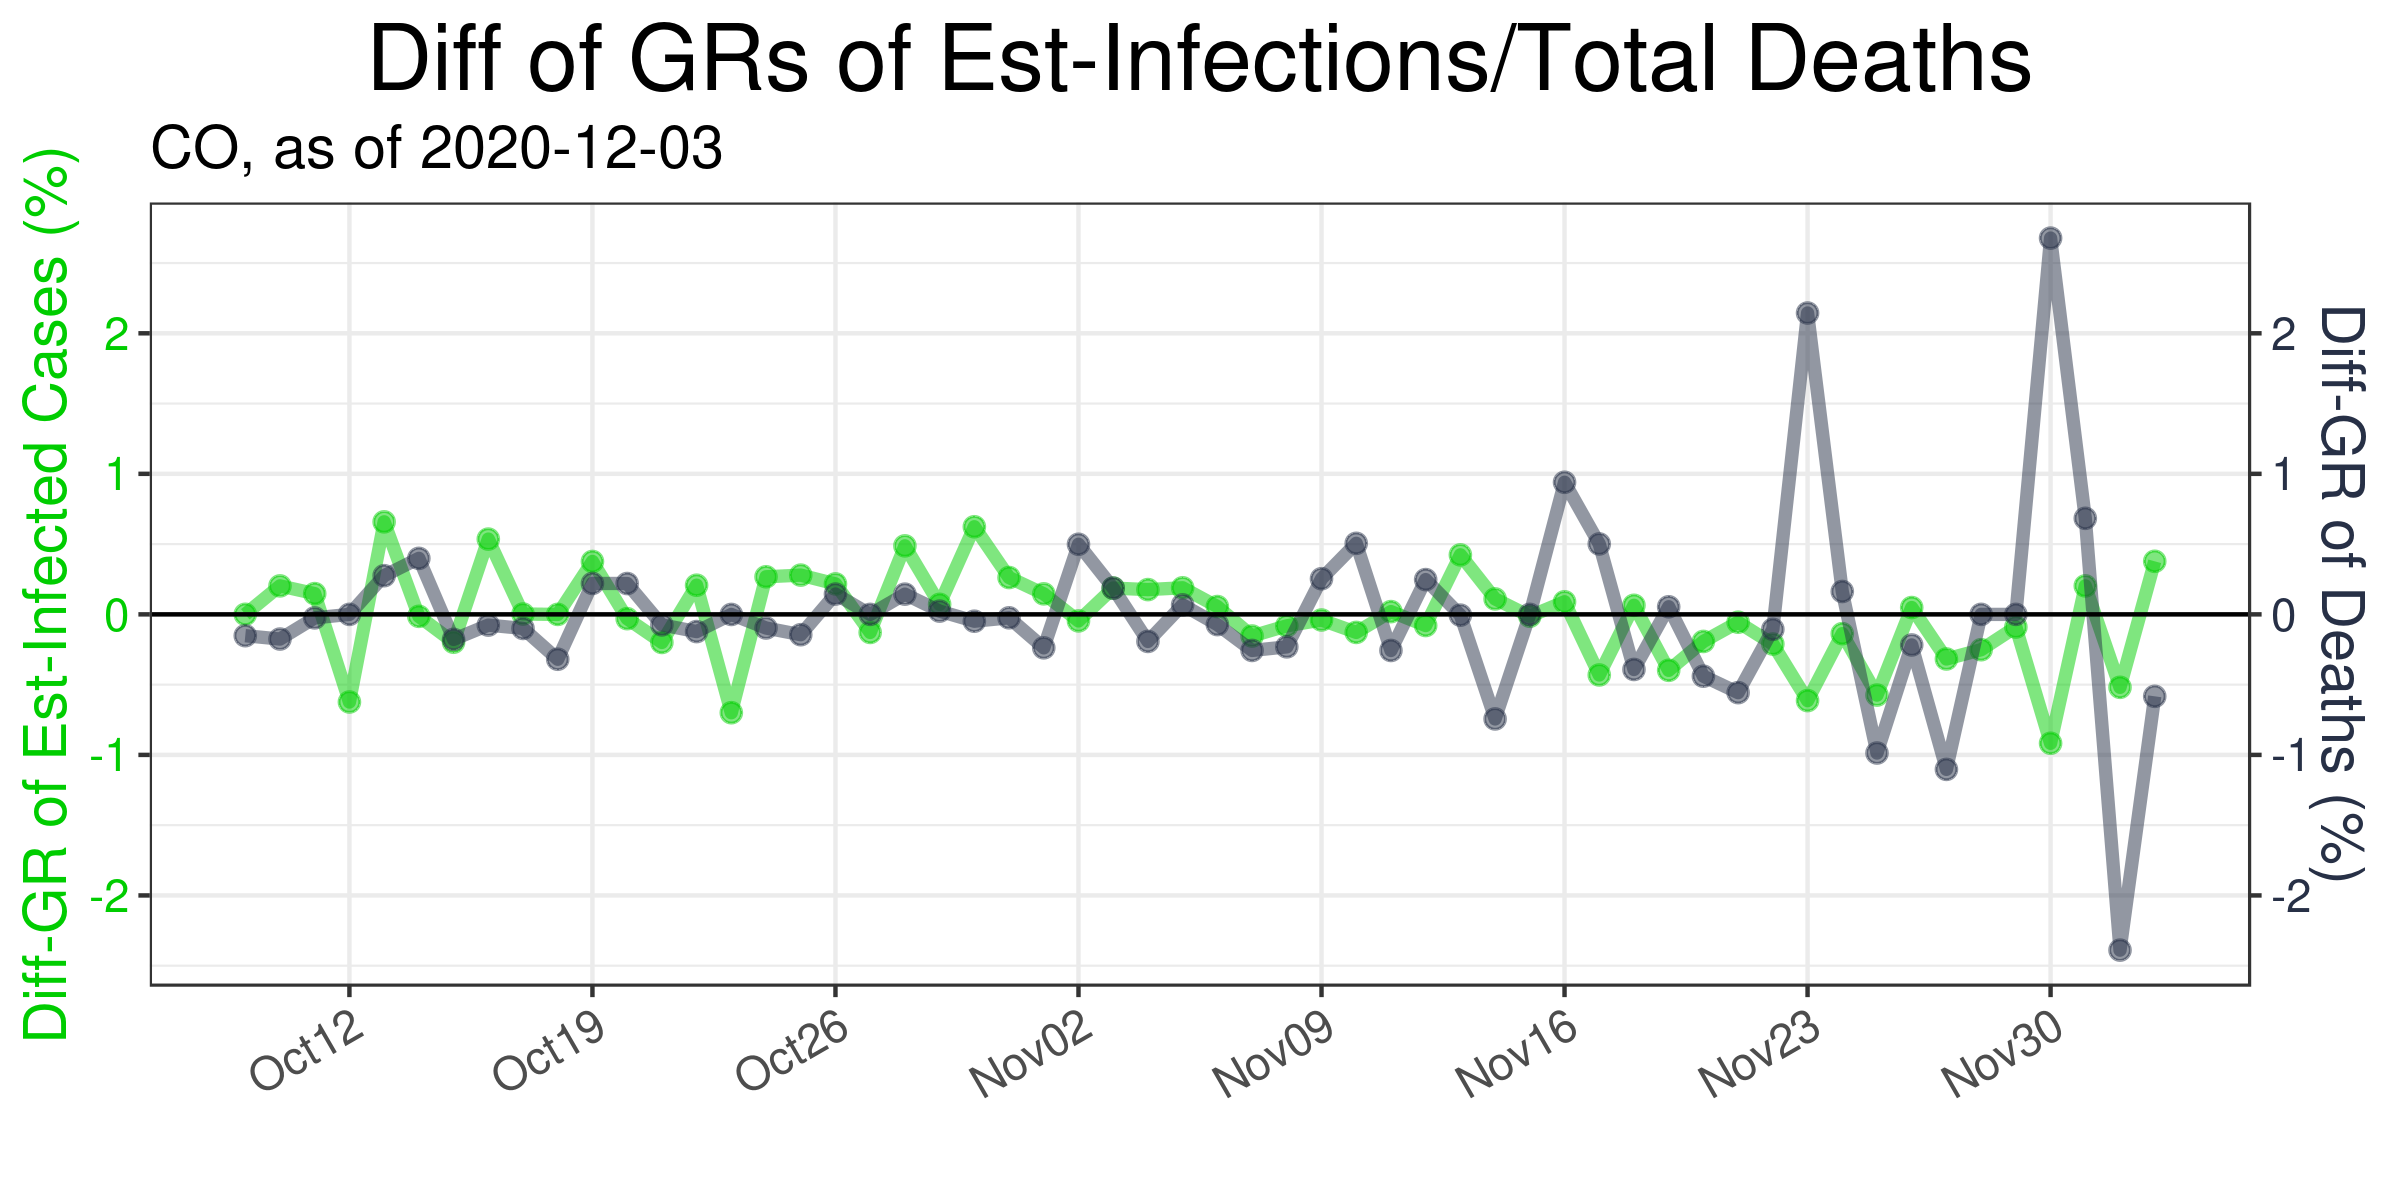 Diff of GRs of Est-Infections/Total Deaths
CO, as of 2020-12-03
Diff-GR of Est-Infected Cases (%)
2
1
0
-1
-2
2
1
0
-1
-2
Diff-GR of Deaths (%)
Oct12
Oct19
Oct26
Nov02
Nov09
Nov16
Nov23
Nov30